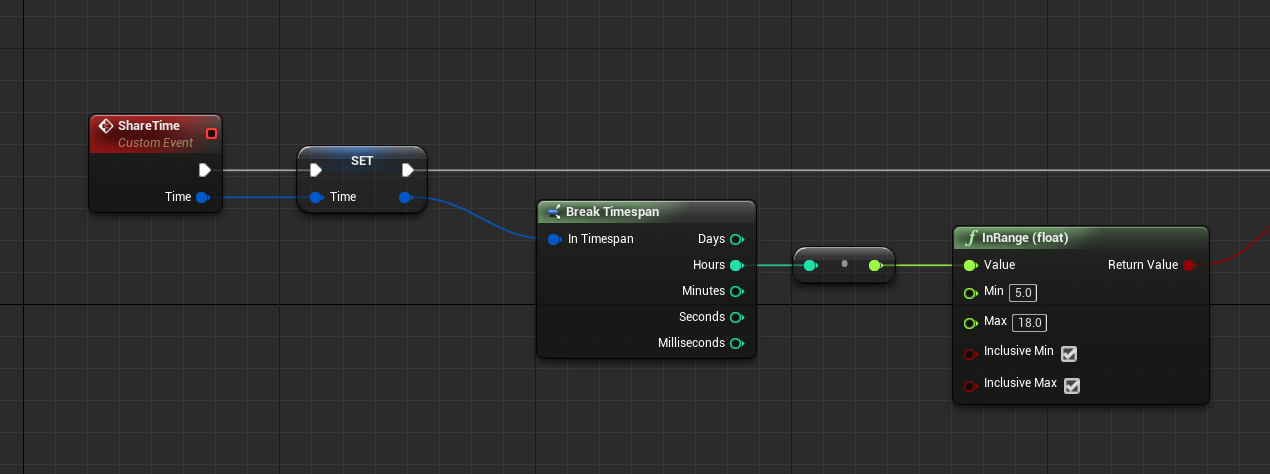 ShareTime
Custom Event
Time
SET
Time
Break Timespan
In Timespan
Days
Hours
Minutes
Seconds
Milliseconds
f InRange (float)
Value
Return Value
Min 5.0
Max 18.0
Inclusive Min
Inclusive Max